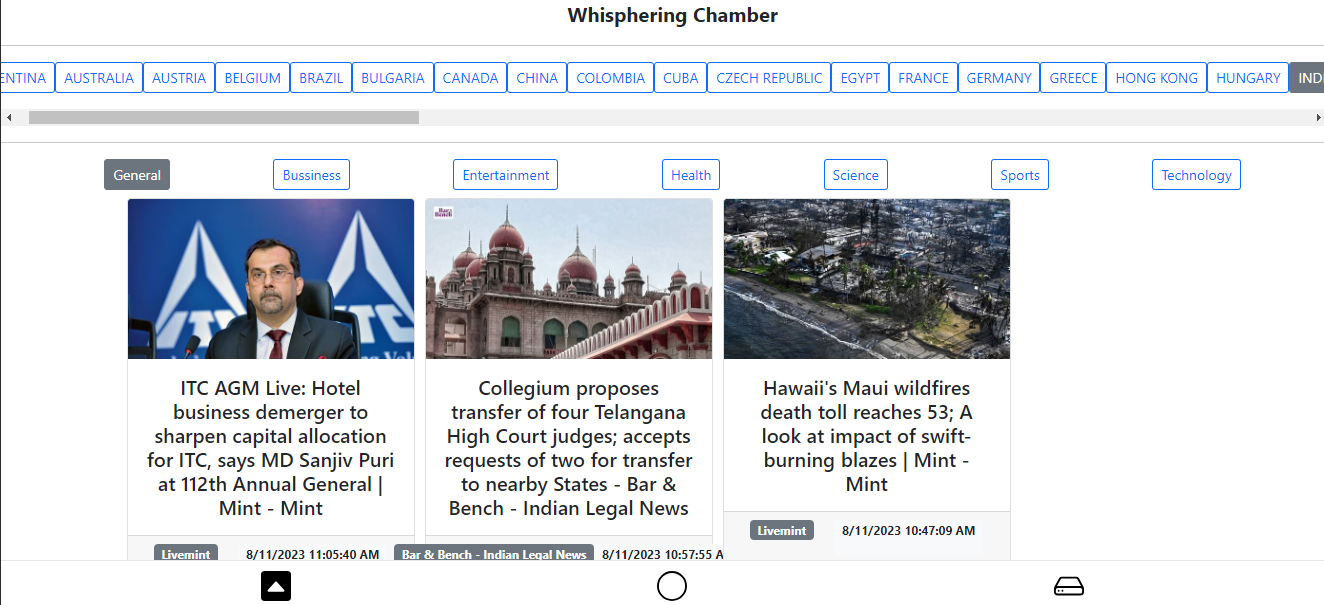 Whisphering Chamber
ENTINA AUSTRALIA AUSTRIA BELGIUM BRAZIL BULGARIA CANADA CHINA COLOMBIA CUBA CZECH REPUBLIC EGYPT FRANCE GERMANY GREECE HONG KONG HUNGARY IND
General Bussiness Entertainment Health Science Sports Technology
ITC
ITC
Bar& Bench
ITC AGM Live: Hotel
business demerger to
sharpen capital allocation
for ITC, says MD Sanjiv Puri
at 112th Annual General |
Mint - Mint
Livemint 8/11/2023 11:05:40 AM
Collegium proposes
transfer of four Telangana
High Court judges; accepts
requests of two for transfer
to nearby States - Bar &
Bench - Indian Legal News
Bar & Bench - Indian Legal News 8/11/2023 10:57:55 A
Hawaii's Maui wildfires
death toll reaches 53; A
look at impact of swift-
burning blazes | Mint -
Mint
Livemint 8/11/2023 10:47:09 AM